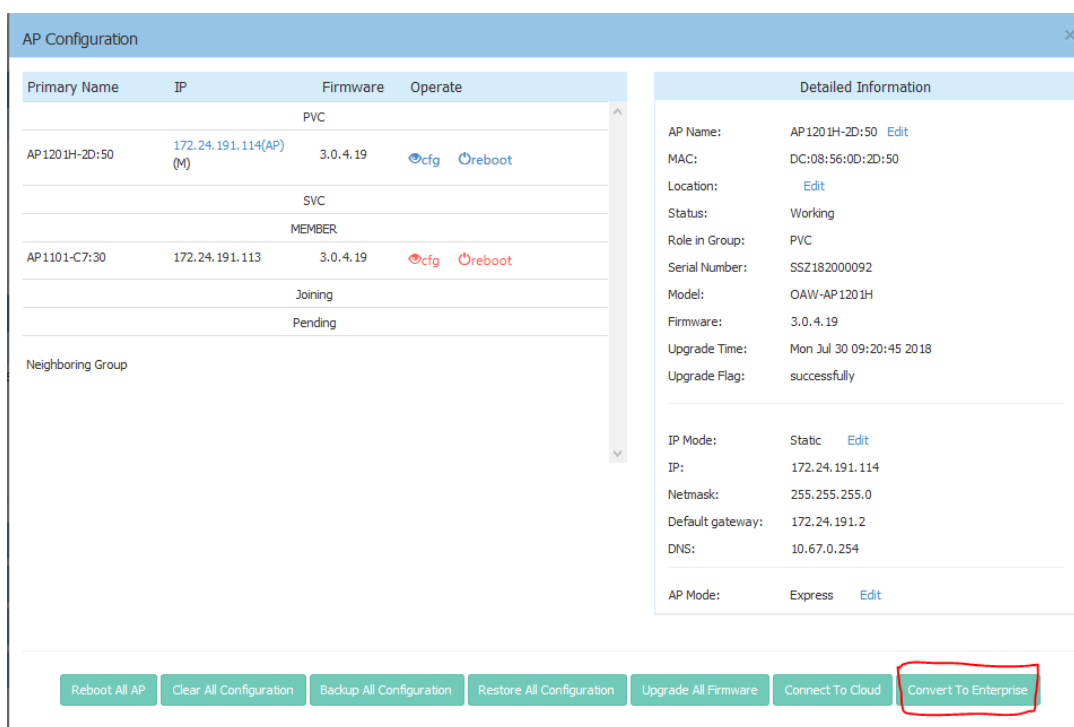 AP Configuration
×
Primary Name IP Firmware Operate
PVC
AP1201H-2D:50 172.24.191.114(AP) (M) 3.0.4.19 cfg reboot
SVC
MEMBER
AP1101-C7:30 172.24.191.113 3.0.4.19 cfg reboot
Joining
Pending
Neighboring Group
Detailed Information
AP Name: AP1201H-2D:50 Edit
MAC: DC:08:56:0D:2D:50
Location: Edit
Status: Working
Role in Group: PVC
Serial Number: SSZ182000092
Model: OAW-AP1201H
Firmware: 3.0.4.19
Upgrade Time: Mon Jul 30 09:20:45 2018
Upgrade Flag: successfully
IP Mode: Static Edit
IP: 172.24.191.114
Netmask: 255.255.255.0
Default gateway: 172.24.191.2
DNS: 10.67.0.254
AP Mode: Express Edit
Reboot All AP Clear All Configuration Backup All Configuration Restore All Configuration Upgrade All Firmware Connect To Cloud Convert To Enterprise